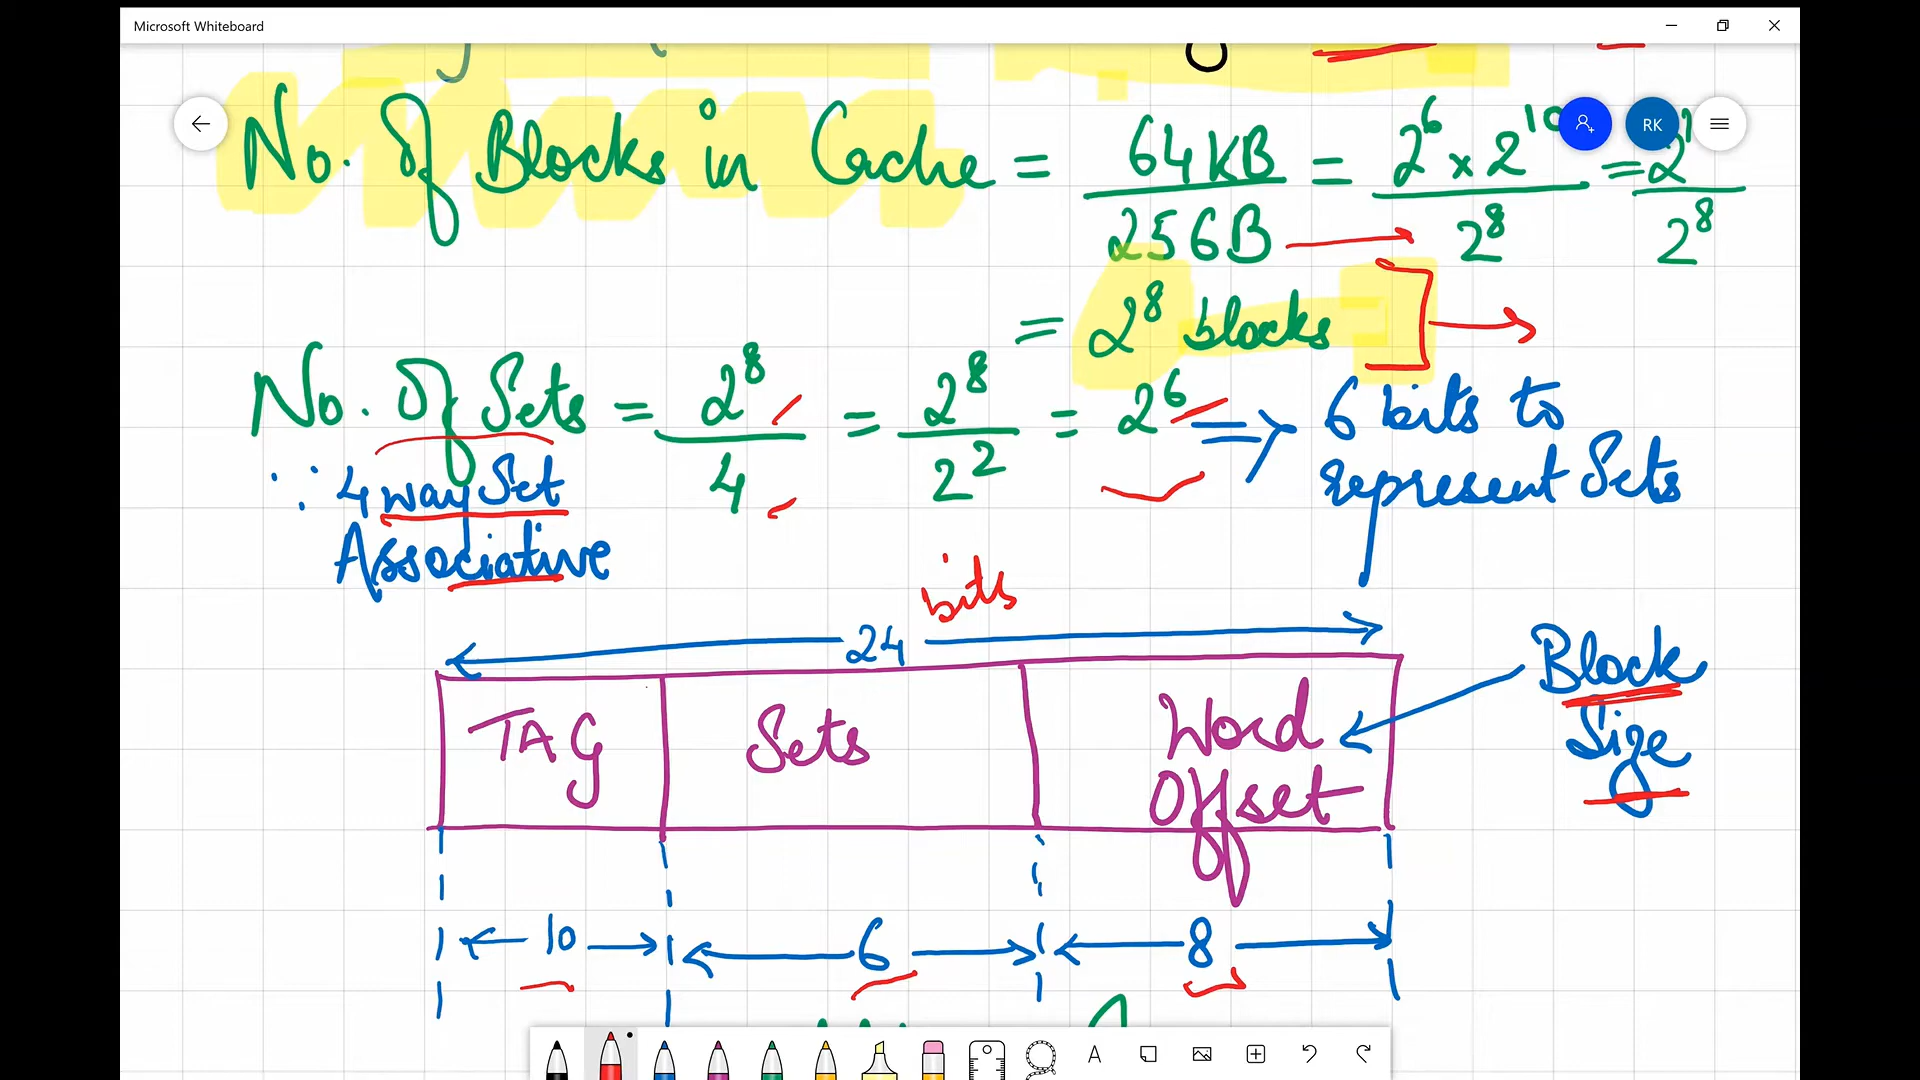 Microsoft Whiteboard
No. Of Blocks in Cache = 64KB / 256B = 2^6 x 2^10 / 2^8 = 2^1 / 2^8
= 2^8 blocks
No. Of Sets = 2^8 / 4 = 2^8 / 2^2 = 2^6 => 6 bits to represent Sets
∵ 4 way Set
Associative
bits
24
TAG Sets Word Offset
Block
Size
10 6 8
RK
A